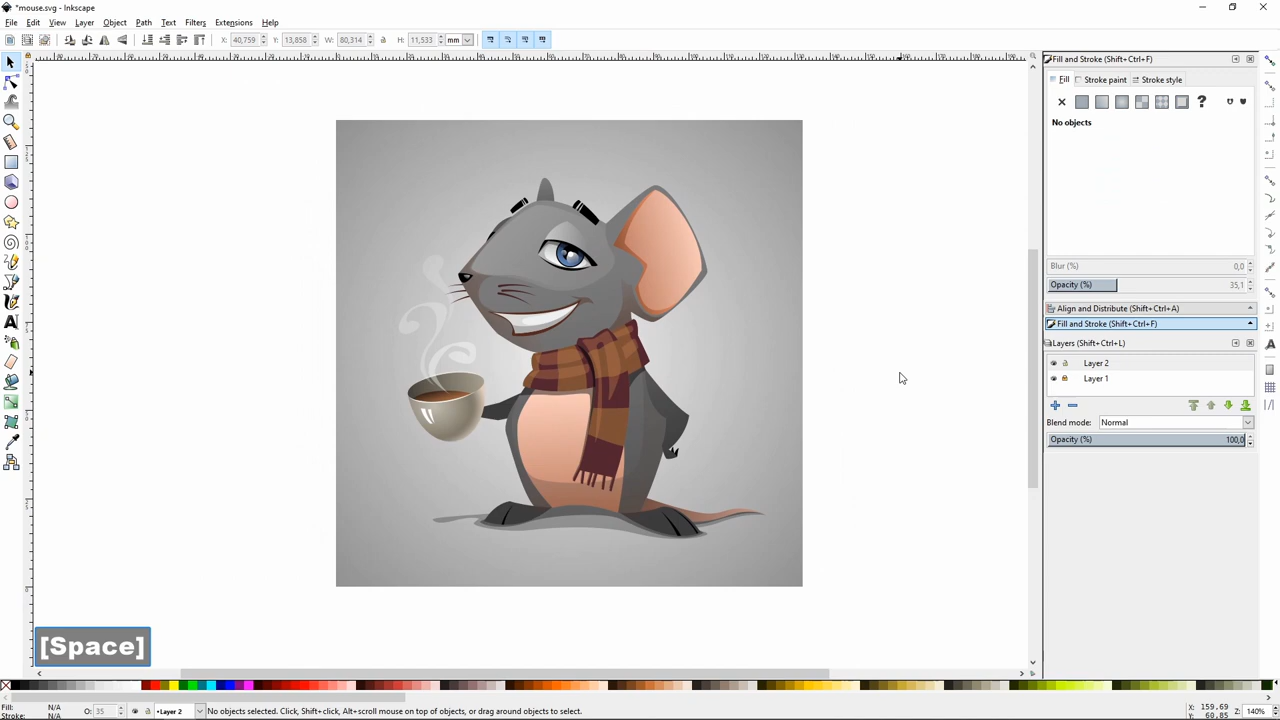 *mouse.svg - Inkscape
File Edit View Layer Object Path Text Filters Extensions Help
X: 40,759 Y: 13,858 W: 80,314 H: 11,533 mm
Fill and Stroke (Shift+Ctrl+F)
Fill Stroke paint Stroke style
?
No objects
Blur (%) 0,0
Opacity (%) 35,1
Align and Distribute (Shift+Ctrl+A)
Fill and Stroke (Shift+Ctrl+F)
Layers (Shift+Ctrl+L)
Layer 2
Layer 1
Blend mode: Normal
Opacity (%) 100,0
[Space]
Fill: N/A
Stroke: N/A
O: 35
•Layer 2
No objects selected. Click, Shift+click, Alt+scroll mouse on top of objects, or drag around objects to select.
X: 159,69
Y: 60,85
Z: 140%